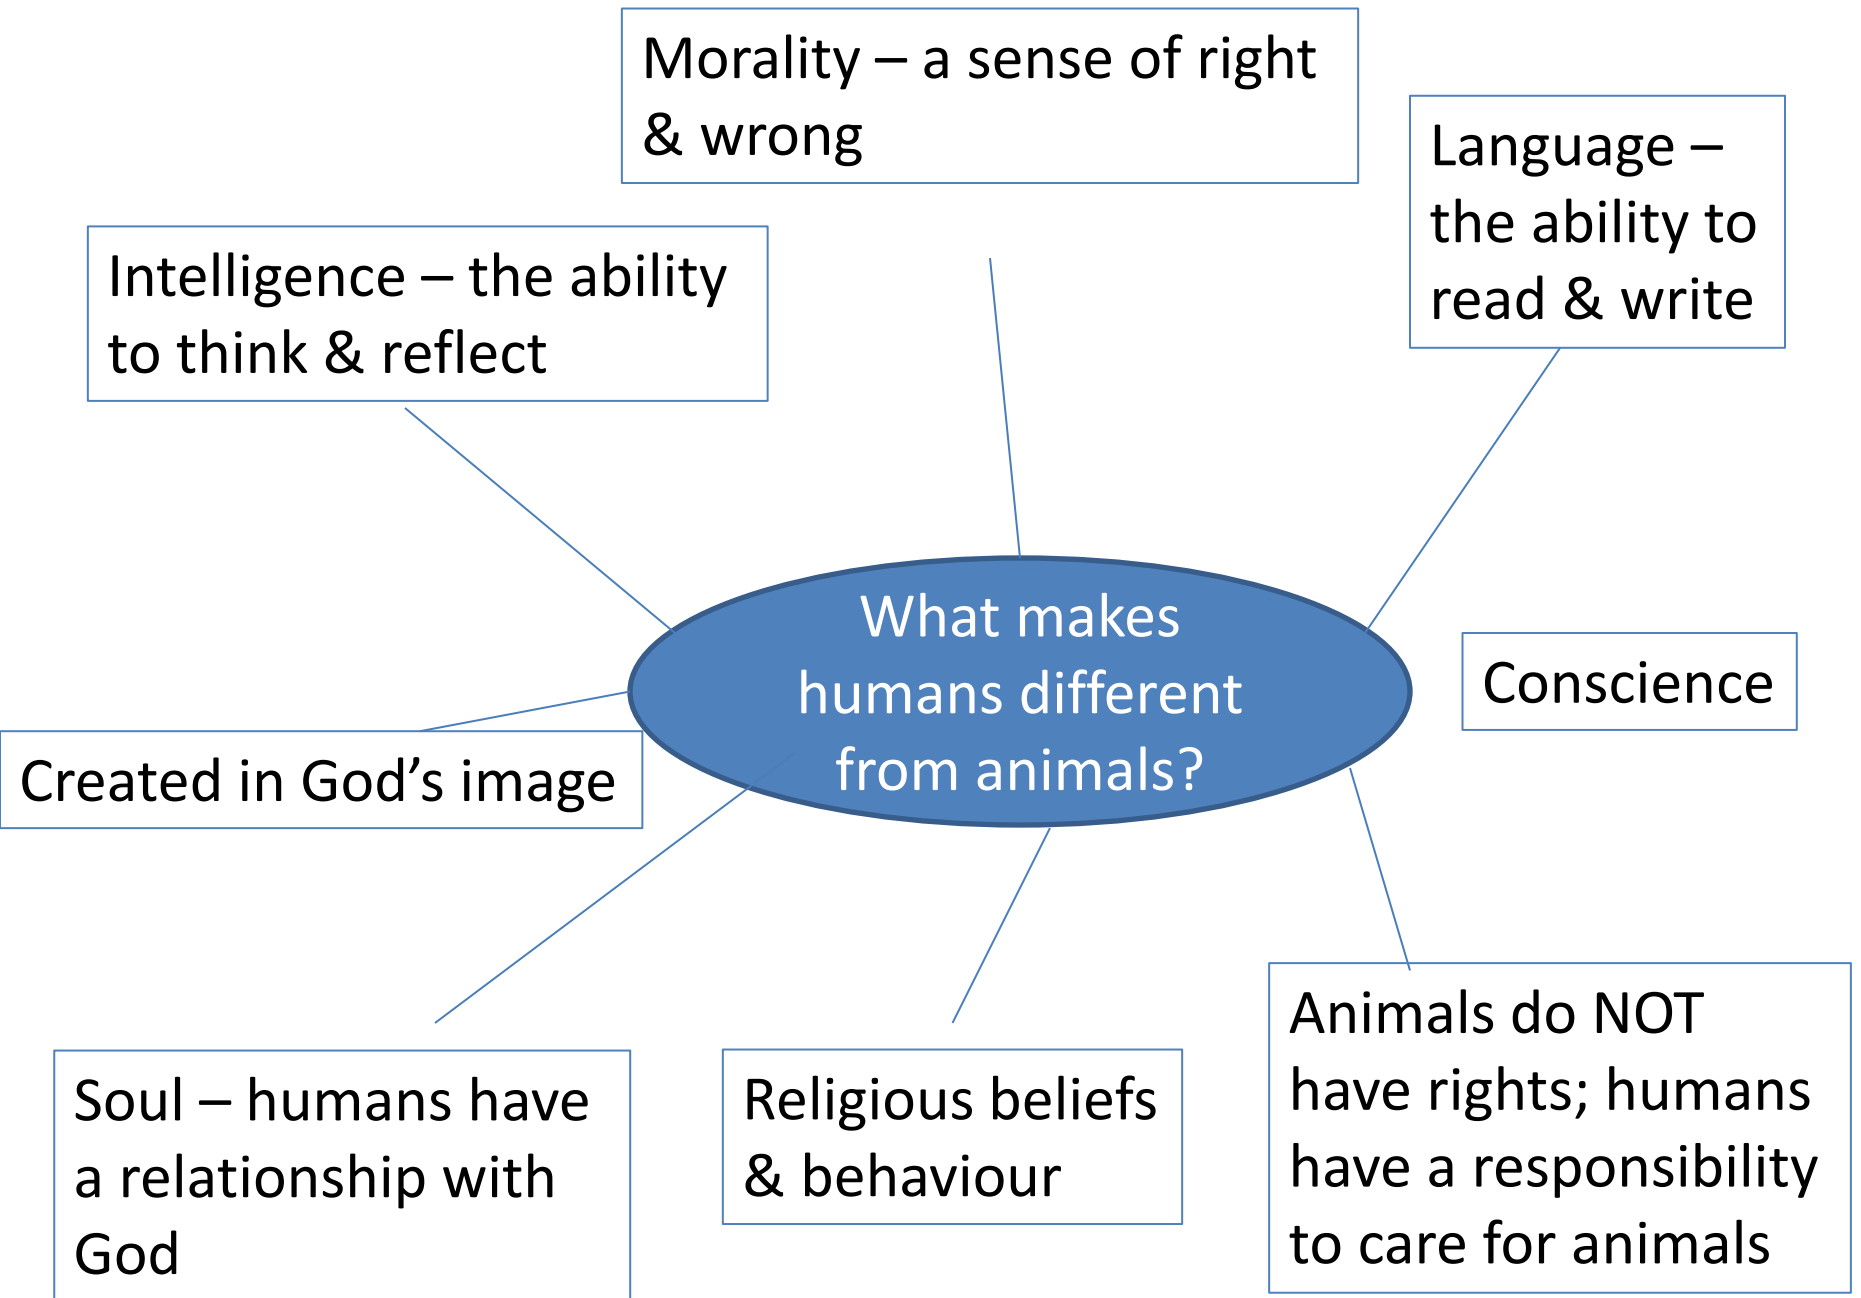 Morality – a sense of right
& wrong
Language –
the ability to
read & write
Intelligence – the ability
to think & reflect
What makes
humans different
from animals?
Conscience
Created in God’s image
Soul – humans have
a relationship with
God
Religious beliefs
& behaviour
Animals do NOT
have rights; humans
have a responsibility
to care for animals